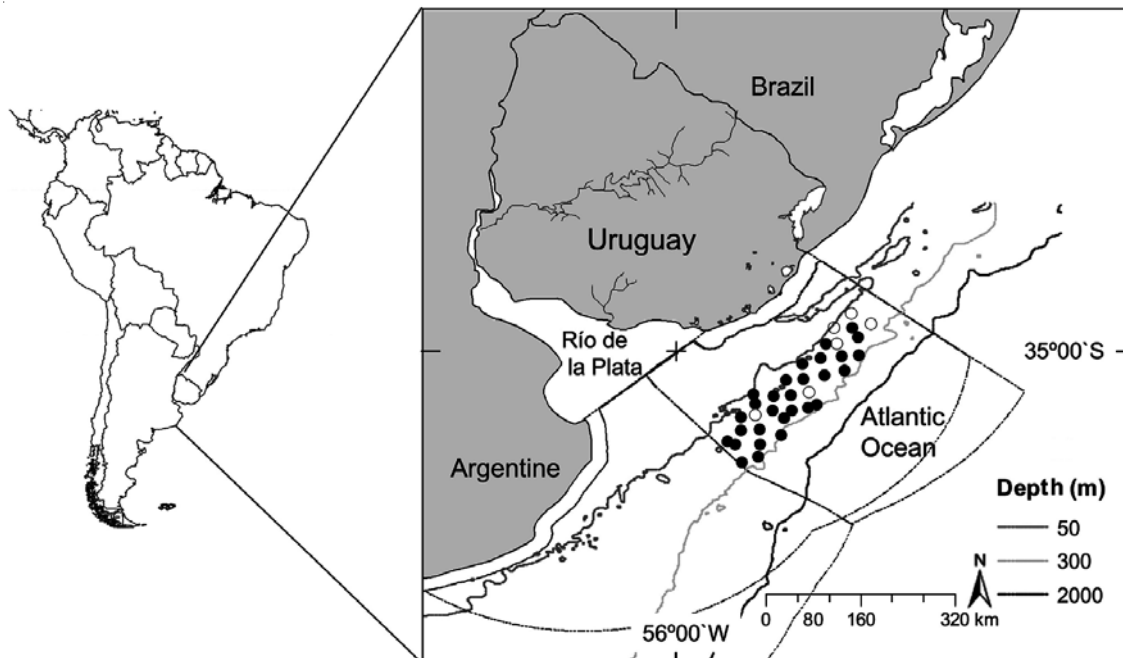 Brazil
Uruguay
Río de
la Plata
35º00`S
Atlantic
Ocean
Argentine
Depth (m)
50
300
2000
N
0 80 160 320 km
56º00`W